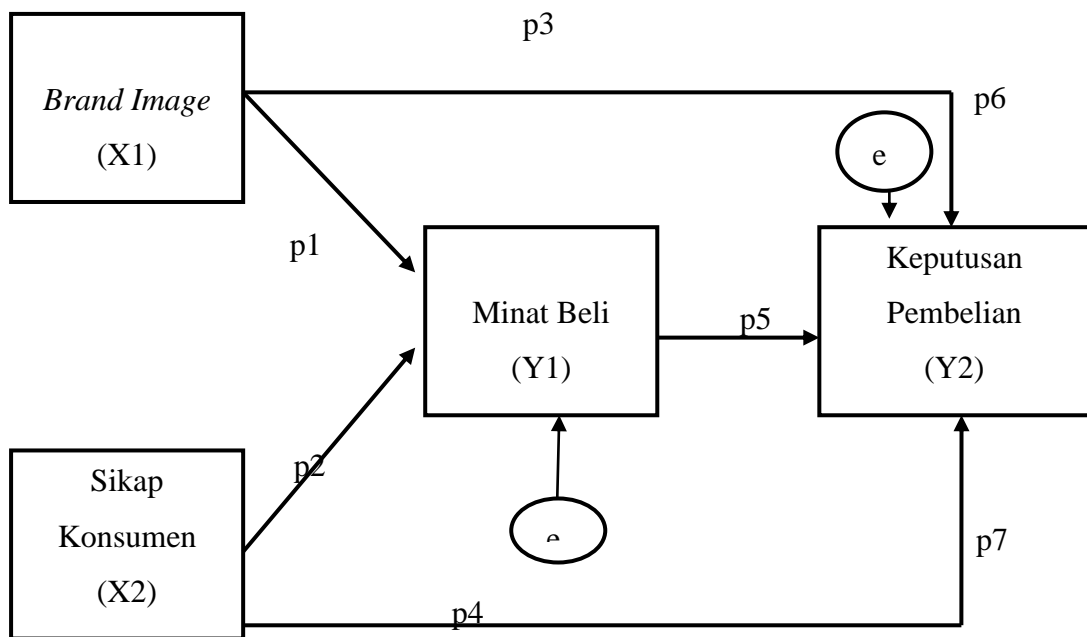 p3
Brand Image
(X1)
p6
e
p1
Keputusan
Pembelian
(Y2)
Minat Beli
(Y1)
p5
p2
Sikap
Konsumen
(X2)
e
p7
p4